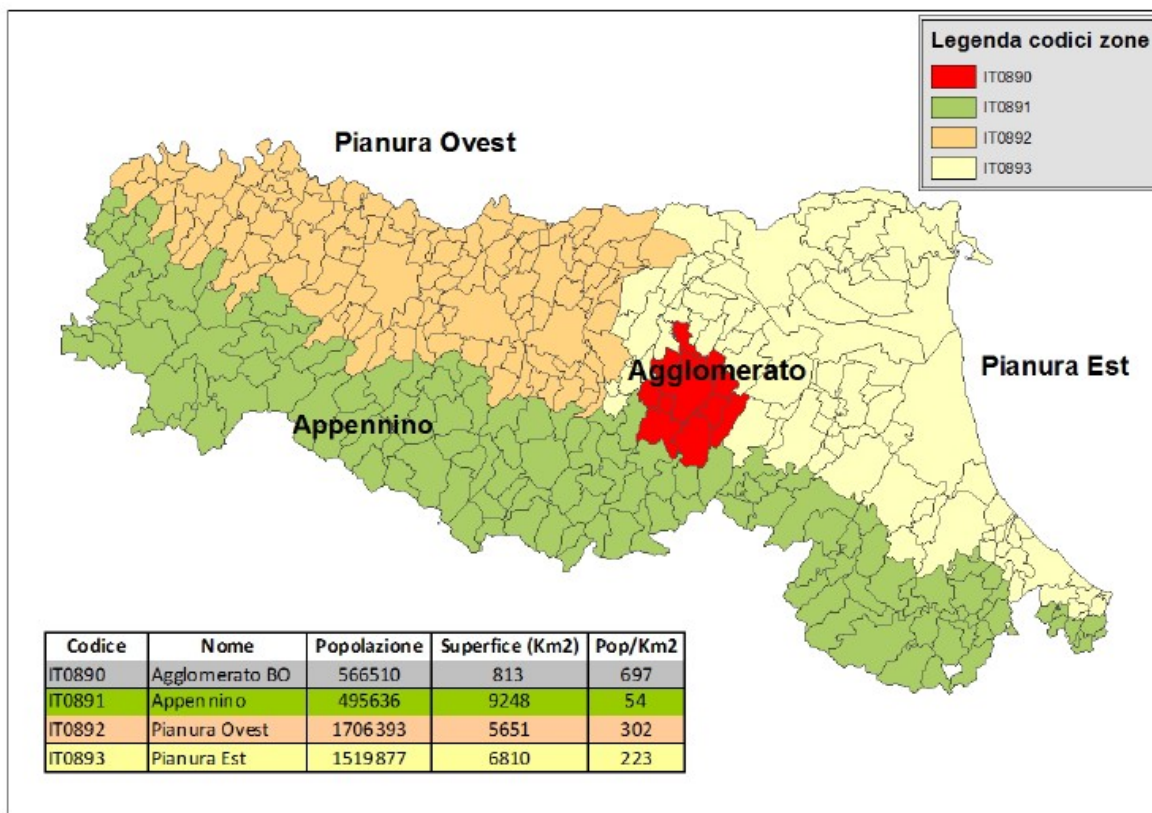 Legenda codici zone
IT0890
IT0891
IT0892
IT0893
Pianura Ovest
Agglomerato
Pianura Est
Appennino
Codice Nome Popolazione Superfice (Km2) Pop/Km2
IT0890 Agglomerato BO 566510 813 697
IT0891 Appennino 495636 9248 54
IT0892 Pianura Ovest 1706393 5651 302
IT0893 Pianura Est 1519877 6810 223